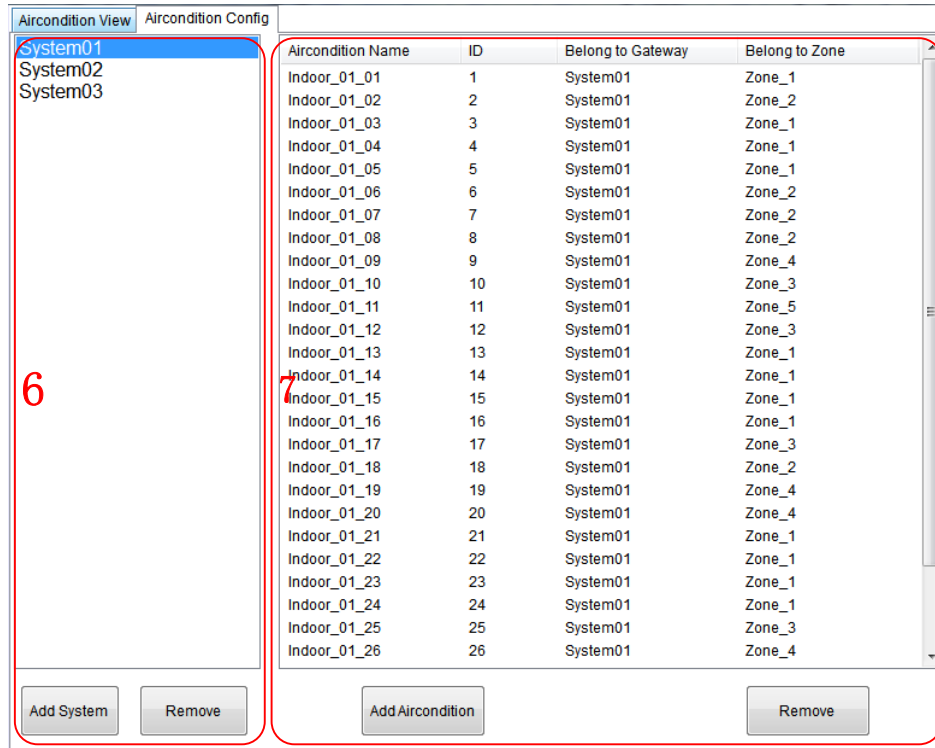 Aircondition View Aircondition Config
System01
System02
System03
6
Aircondition Name ID Belong to Gateway Belong to Zone
Indoor_01_01 1 System01 Zone_1
Indoor_01_02 2 System01 Zone_2
Indoor_01_03 3 System01 Zone_1
Indoor_01_04 4 System01 Zone_1
Indoor_01_05 5 System01 Zone_1
Indoor_01_06 6 System01 Zone_2
Indoor_01_07 7 System01 Zone_2
Indoor_01_08 8 System01 Zone_2
Indoor_01_09 9 System01 Zone_4
Indoor_01_10 10 System01 Zone_3
Indoor_01_11 11 System01 Zone_5
Indoor_01_12 12 System01 Zone_3
Indoor_01_13 13 System01 Zone_1
Indoor_01_14 14 System01 Zone_1
7
Indoor_01_15 15 System01 Zone_1
Indoor_01_16 16 System01 Zone_1
Indoor_01_17 17 System01 Zone_3
Indoor_01_18 18 System01 Zone_2
Indoor_01_19 19 System01 Zone_4
Indoor_01_20 20 System01 Zone_4
Indoor_01_21 21 System01 Zone_1
Indoor_01_22 22 System01 Zone_1
Indoor_01_23 23 System01 Zone_1
Indoor_01_24 24 System01 Zone_1
Indoor_01_25 25 System01 Zone_3
Indoor_01_26 26 System01 Zone_4
Add System Remove Add Aircondition Remove